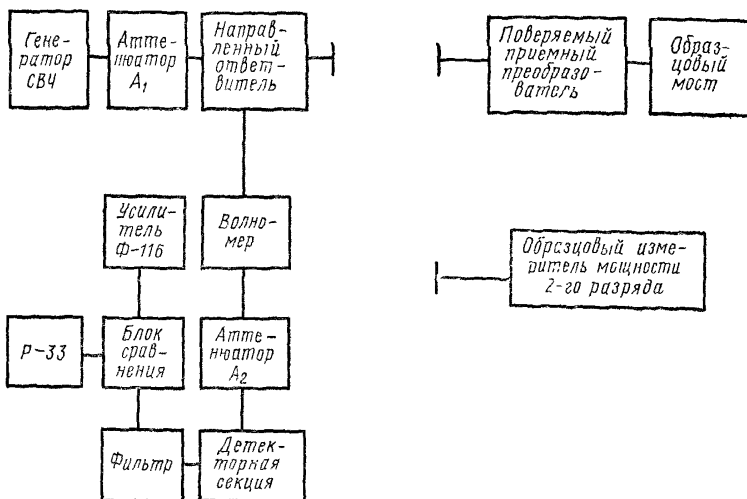 Гене-
ратор
СВЧ
Атте-
нюатор
А1
Направ-
ленный
ответ-
витель
Поверяемый
приемный
преобразо-
ватель
Образ-
цовый
мост
Усили-
тель
Ф-116
Волно-
мер
Образцовый изме-
ритель мощности
2-го разряда
Р-33
Блок
срав-
нения
Атте-
нюатор
А2
Фильтр
Детек-
торная
секция